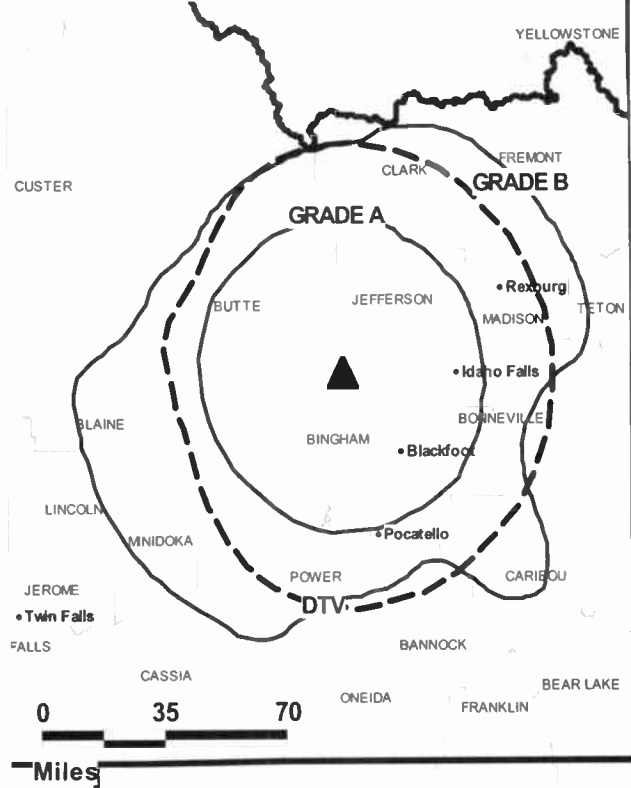 YELLOWSTONE
FREMONT
CLARK
CUSTER
GRADE B
GRADE A
Rexburg
BUTTE
JEFFERSON
TETON
MADISON
Idaho Falls
BONNEVILLE
BLAINE
BINGHAM
Blackfoot
LINCOLN
Pocatello
MINIDOKA
POWER
CARIBOU
JEROME
DTV
Twin Falls
FALLS
BANNOCK
CASSIA
BEAR LAKE
ONEIDA
FRANKLIN
0 35 70
Miles